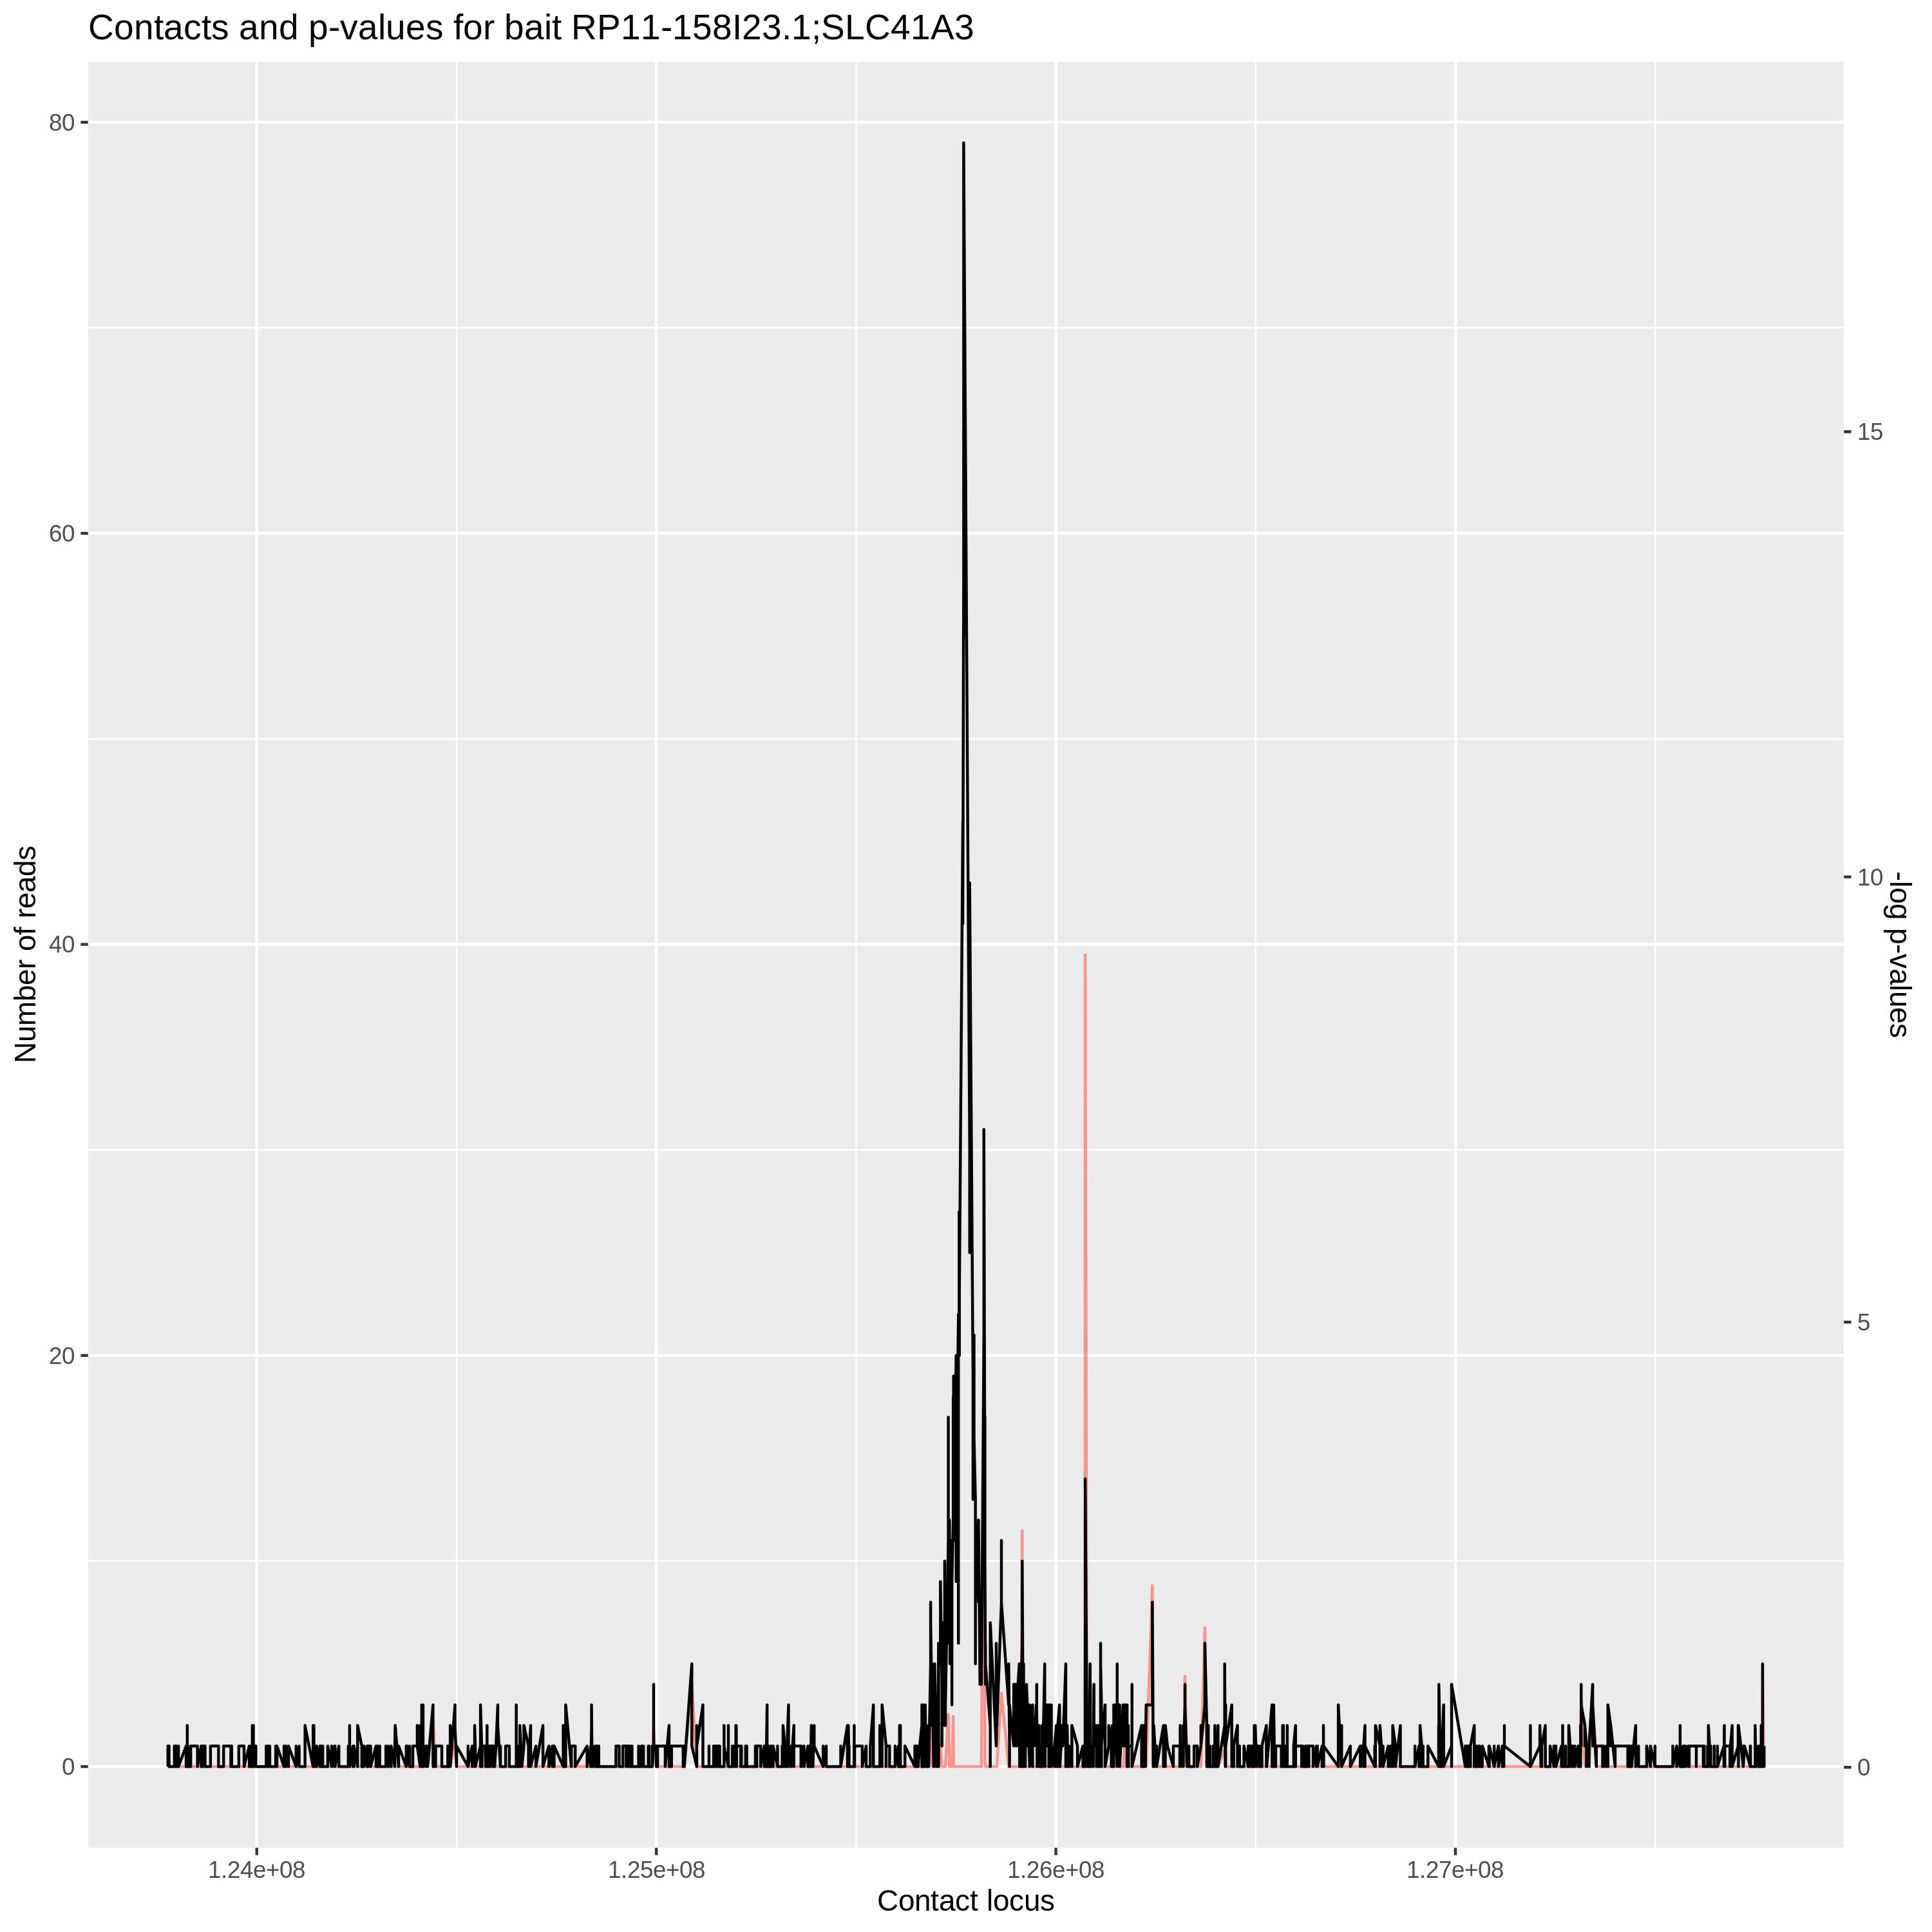 Contacts and p-values for bait RP11-158I23.1;SLC41A3
80
60
40
20
0
Number of reads
15
10
5
0
-log p-values
1.24e+08
1.25e+08
1.26e+08
1.27e+08
Contact locus